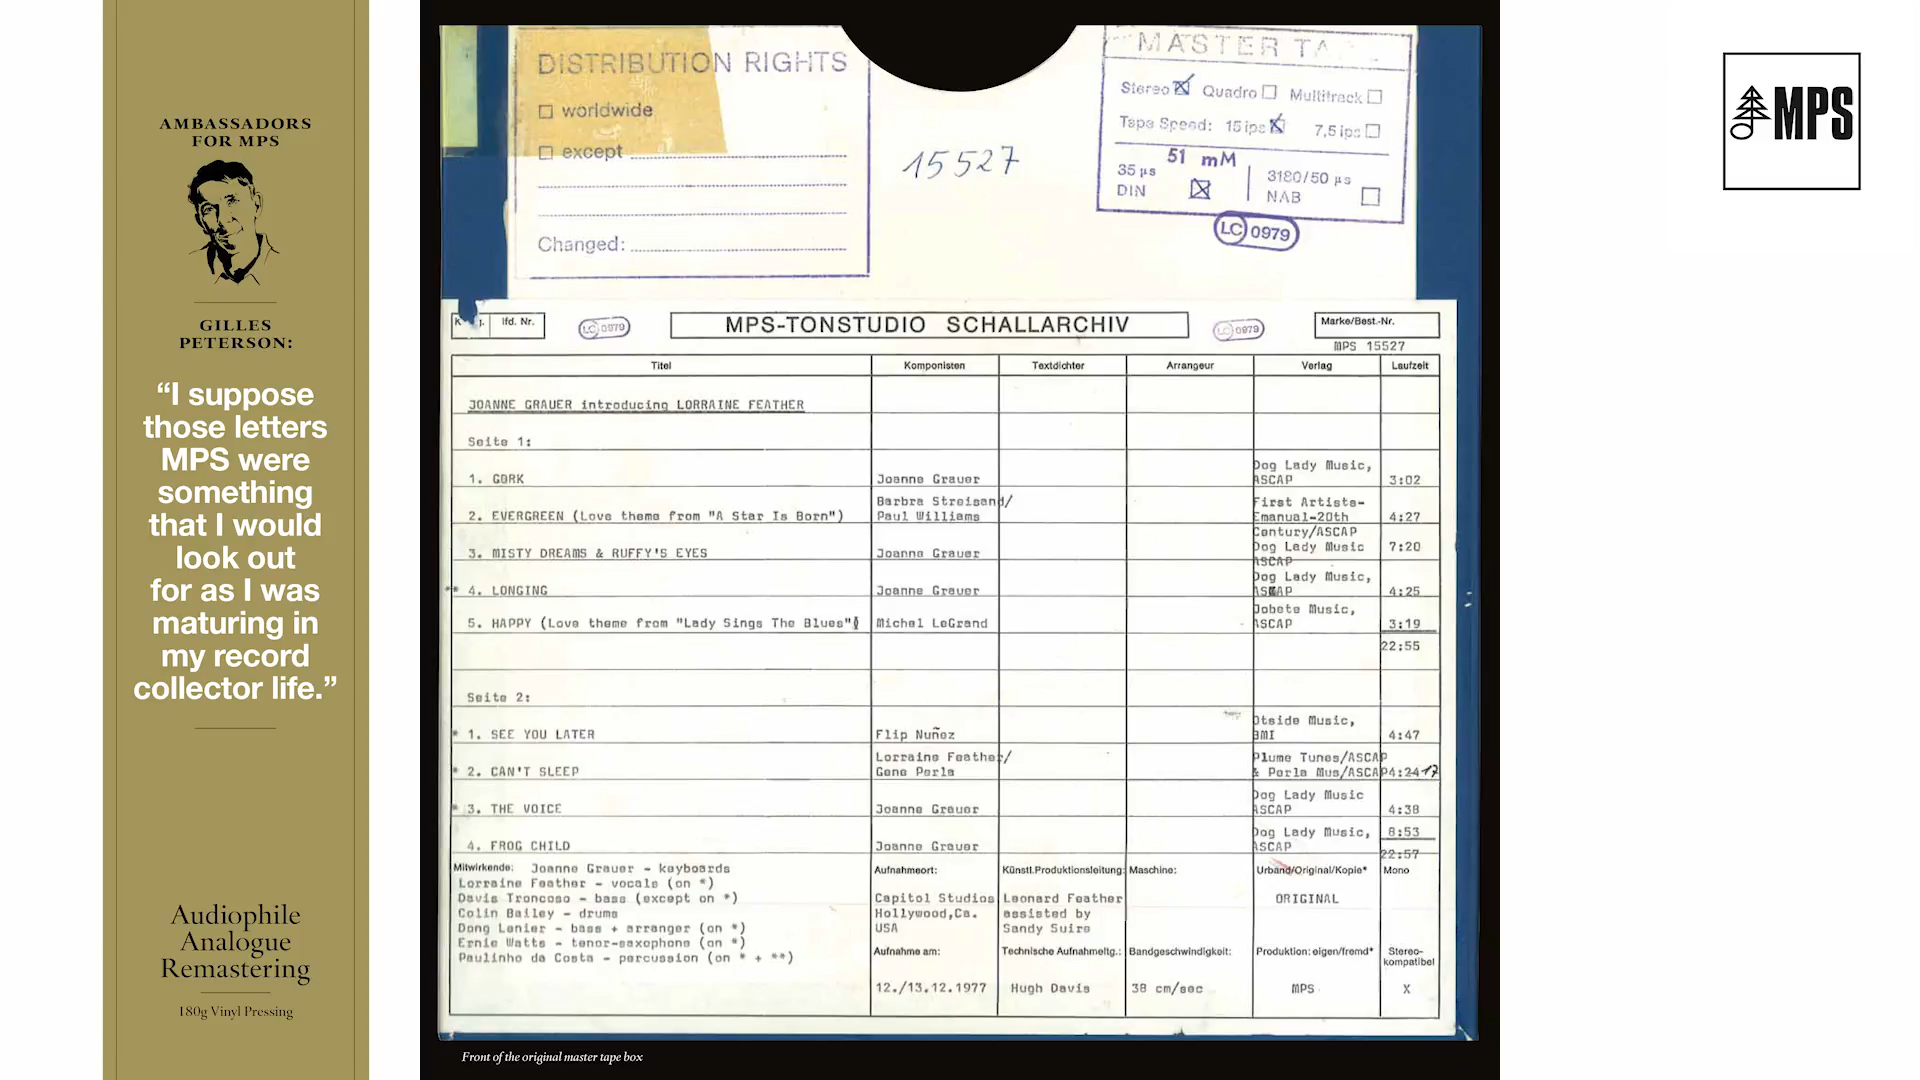 AMBASSADORS
FOR MPS
GILLES
PETERSON:
“I suppose
those letters
MPS were
something
that I would
look out
for as I was
maturing in
my record
collector life.”
Audiophile
Analogue
Remastering
180g Vinyl Pressing
DISTRIBUTION RIGHTS
worldwide
except
Changed:
15527
MASTER TA
Stereo Quadro Multitrack
Tape Speed: 15 ips 7,5 ips
51 mM
35 µs
DIN
3180/50 µs
NAB
LC 0979
MPS
lfd. Nr.
LC 0979
MPS-TONSTUDIO SCHALLARCHIV
LC 0979
Marke/Best.-Nr.
MPS 15527
Titel Komponisten Textdichter Arrangeur Verlag Laufzeit
JOANNE GRAUER introducing LORRAINE FEATHER
Seite 1:
1. GORK Joanne Grauer Dog Lady Music, ASCAP 3:02
2. EVERGREEN (Love theme from "A Star Is Born") Barbra Streisand/ Paul Williams First Artists- Emanual-20th Century/ASCAP 4:27
3. MISTY DREAMS & RUFFY'S EYES Joanne Grauer Dog Lady Music ASCAP 7:20
** 4. LONGING Joanne Grauer Dog Lady Music, ASCAP 4:25
5. HAPPY (Love theme from "Lady Sings The Blues") Michel LeGrand Jobete Music, ASCAP 3:19
22:55
Seite 2:
* 1. SEE YOU LATER Flip Nuñez Otside Music, BMI 4:47
* 2. CAN'T SLEEP Lorraine Feather/ Gene Perla Plume Tunes/ASCAP & Perla Mus/ASCAP 4:24 17
* 3. THE VOICE Joanne Grauer Dog Lady Music ASCAP 4:38
4. FROG CHILD Joanne Grauer Dog Lady Music, ASCAP 8:53
22:57
Mitwirkende: Joanne Grauer - keyboards
Lorraine Feather - vocals (on *)
Davis Troncoso - bass (except on *)
Colin Bailey - drums
Dong Lanier - bass + arranger (on *)
Ernie Watts - tenor-saxophone (on *)
Paulinho da Costa - percussion (on * + **)
Aufnahmeort:
Capitol Studios
Hollywood,Ca.
USA
Künstl.Produktionsleitung:
Leonard Feather
assisted by
Sandy Suire
Maschine:
Urband/Original/Kopie*
ORIGINAL
Mono
Aufnahme am:
12./13.12.1977
Technische Aufnahmeltg.:
Hugh Davis
Bandgeschwindigkeit:
38 cm/sec
Produktion: eigen/fremd*
MPS
Stereo-
kompatibel
X
Front of the original master tape box